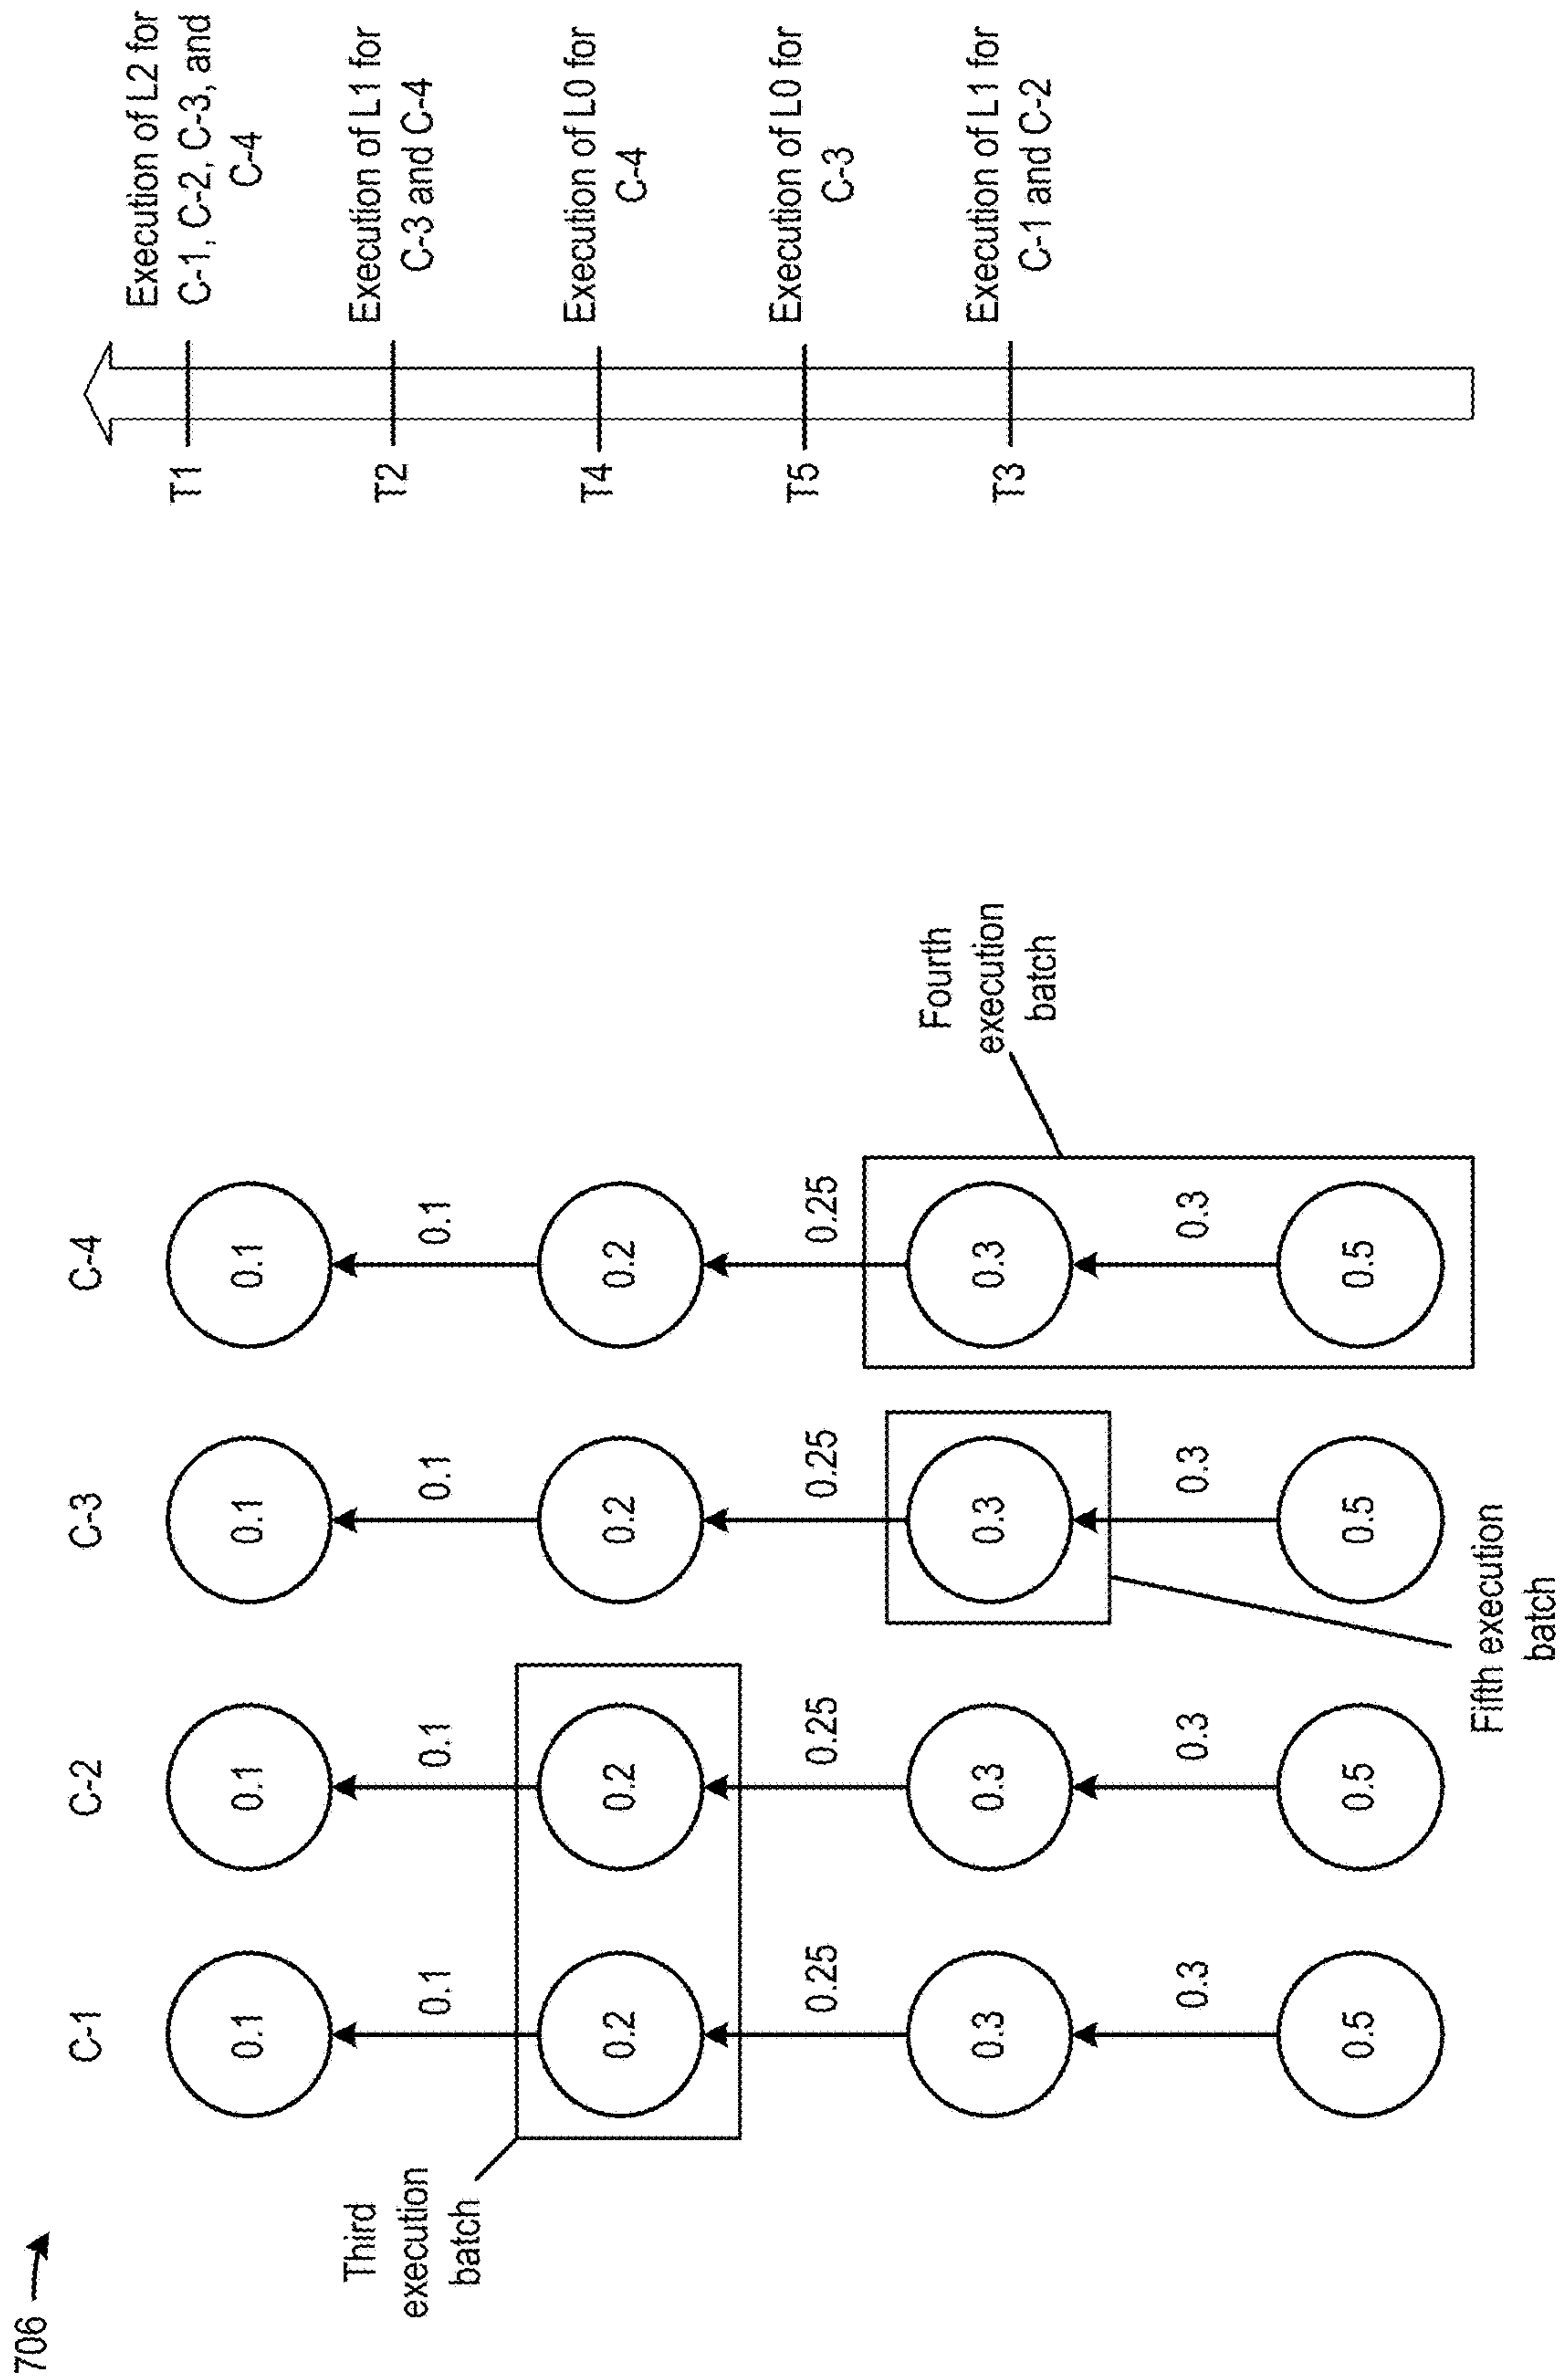 706
C-1
C-2
C-3
C-4
0.1
0.1
0.1
0.1
0.1
0.1
0.1
0.1
Third
execution
batch
0.2
0.2
0.2
0.2
0.25
0.25
0.25
0.25
0.3
0.3
0.3
0.3
Fourth
execution
batch
0.3
0.3
0.3
0.3
0.5
0.5
0.5
0.5
Fifth execution
batch
T1
Execution of L2 for
C-1, C-2, C-3, and
C-4
T2
Execution of L1 for
C-3 and C-4
T4
Execution of L0 for
C-4
T5
Execution of L0 for
C-3
T3
Execution of L1 for
C-1 and C-2